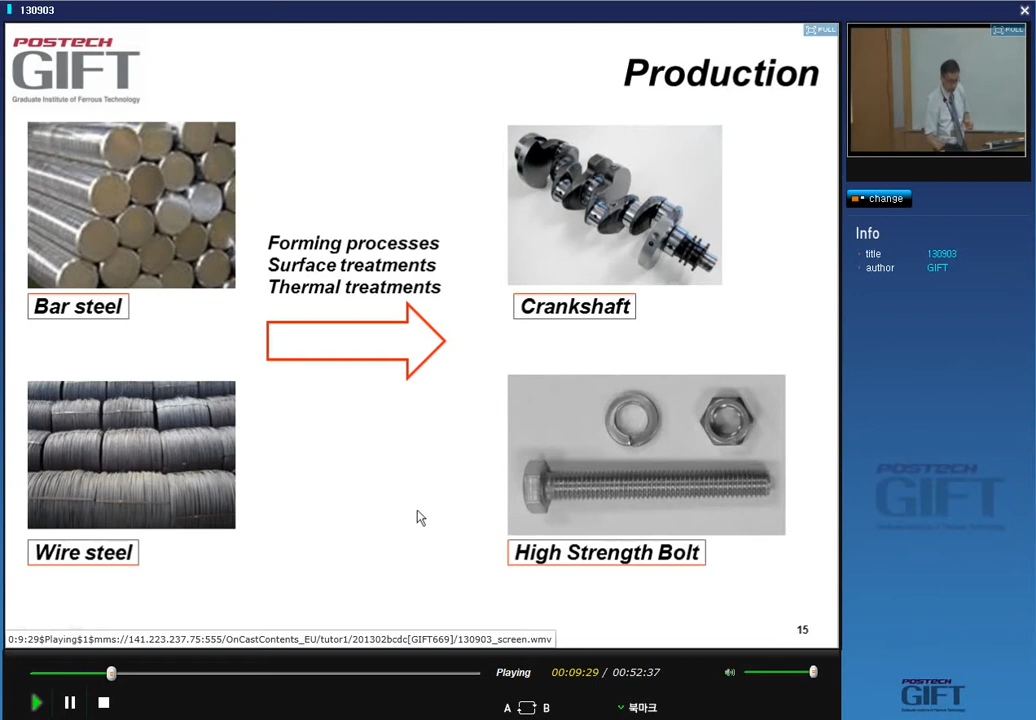 130903
POSTECH
GIFT
Graduate Institute of Ferrous Technology
Production
FULL
FULL
change
Info
title 130903
author GIFT
Forming processes
Surface treatments
Thermal treatments
Bar steel
Crankshaft
Wire steel
High Strength Bolt
15
0:9:29$Playing$1$mms://141.223.237.75:555/OnCastContents_EU/tutor1/201302bcdc[GIFT669]/130903_screen.wmv
Playing 00:09:29 / 00:52:37
A B 북마크
POSTECH
GIFT
POSTECH
GIFT